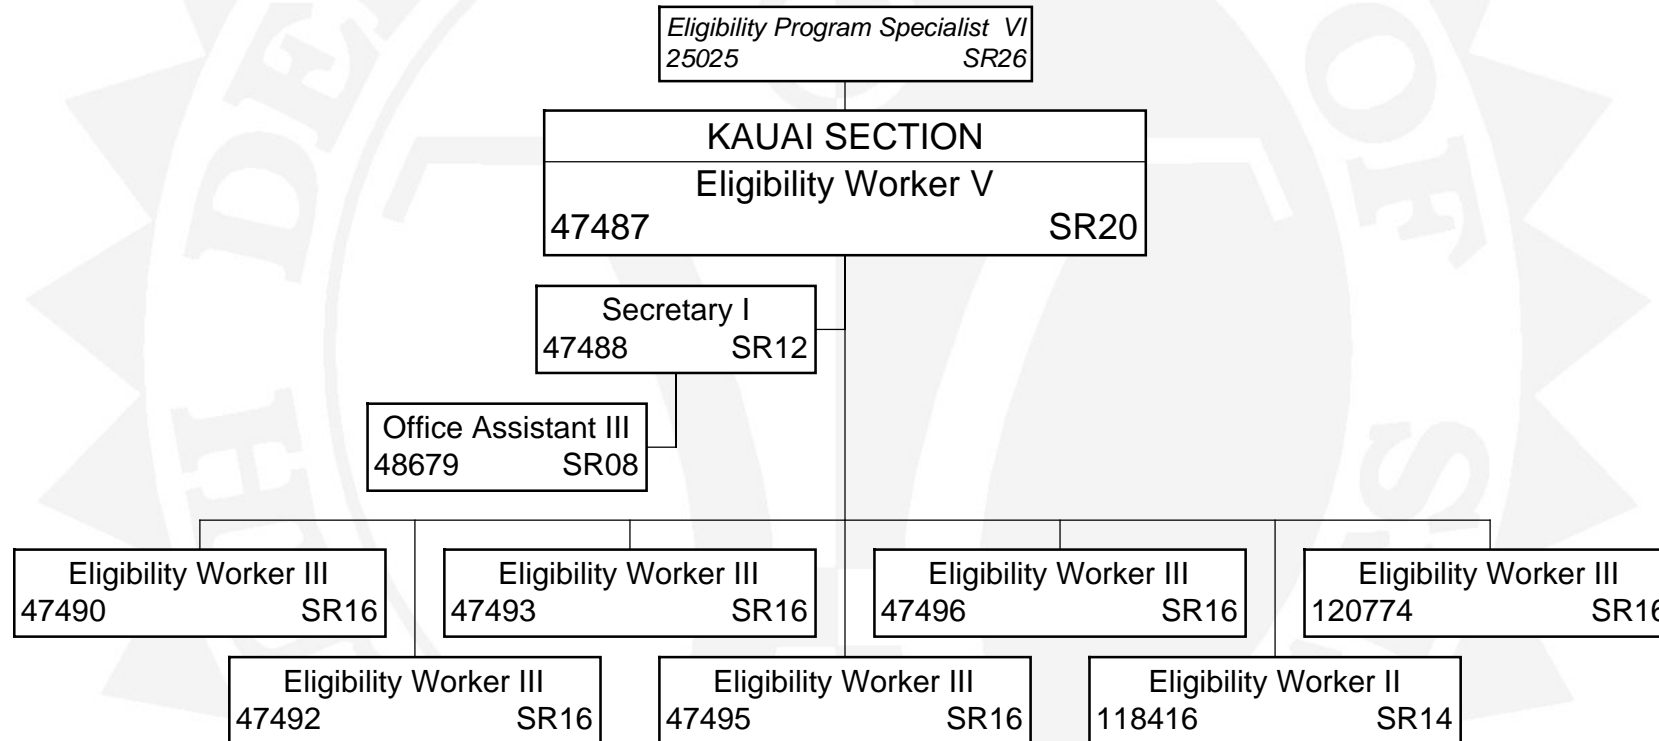 Eligibility Program Specialist VI
25025 SR26
KAUAI SECTION
Eligibility Worker V
47487 SR20
Secretary I
47488 SR12
Office Assistant III
48679 SR08
Eligibility Worker III
47490 SR16
Eligibility Worker III
47493 SR16
Eligibility Worker III
47496 SR16
Eligibility Worker III
120774 SR16
Eligibility Worker III
47492 SR16
Eligibility Worker III
47495 SR16
Eligibility Worker II
118416 SR14